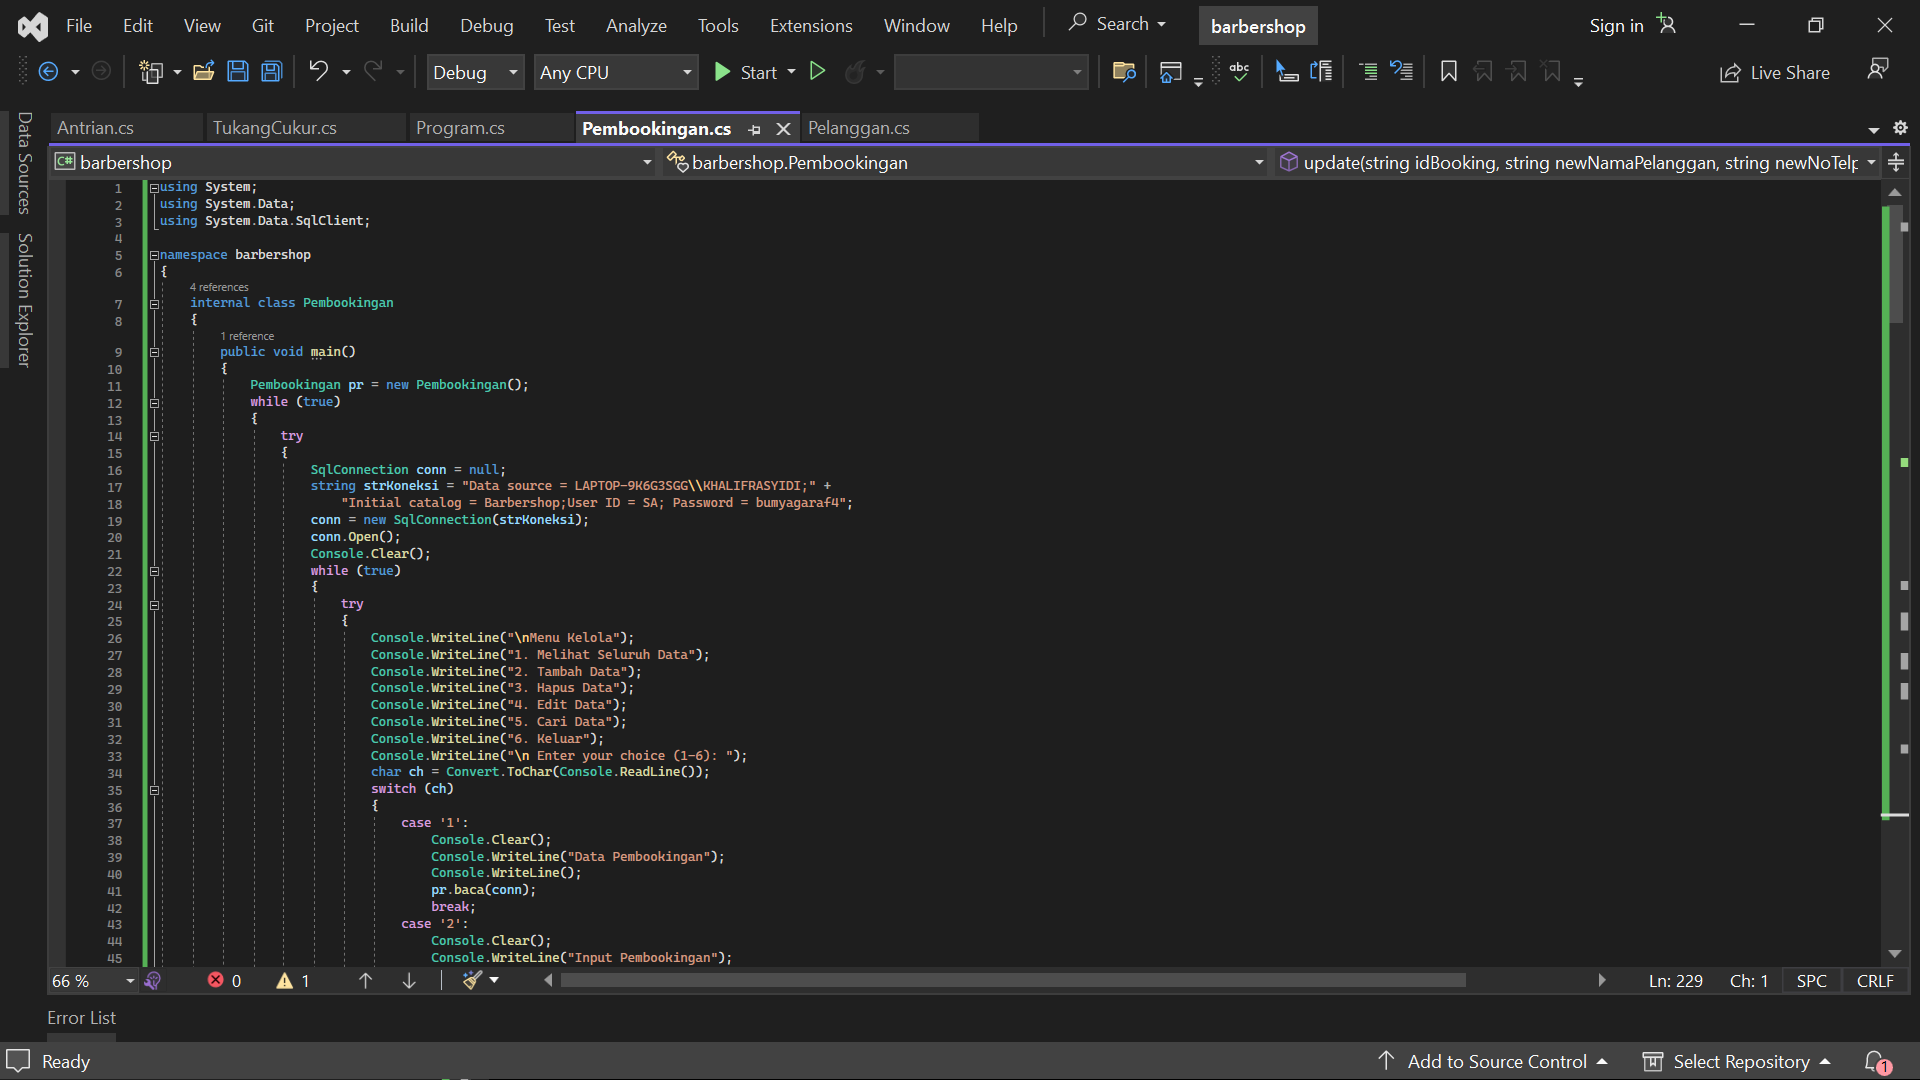 File Edit View Git Project Build Debug Test Analyze Tools Extensions Window Help Search barbershop Sign in
Debug Any CPU Start Live Share
Data Sources
Solution Explorer
Antrian.cs TukangCukur.cs Program.cs Pembookingan.cs Pelanggan.cs
C# barbershop barbershop.Pembookingan update(string idBooking, string newNamaPelanggan, string newNoTelp
1 using System;
2 using System.Data;
3 using System.Data.SqlClient;
4
5 namespace barbershop
6 {
4 references
7 internal class Pembookingan
8 {
1 reference
9 public void main()
10 {
11 Pembookingan pr = new Pembookingan();
12 while (true)
13 {
14 try
15 {
16 SqlConnection conn = null;
17 string strKoneksi = "Data source = LAPTOP-9K6G3SGG\\KHALIFRASYIDI;" +
18 "Initial catalog = Barbershop;User ID = SA; Password = bumyagaraf4";
19 conn = new SqlConnection(strKoneksi);
20 conn.Open();
21 Console.Clear();
22 while (true)
23 {
24 try
25 {
26 Console.WriteLine("\nMenu Kelola");
27 Console.WriteLine("1. Melihat Seluruh Data");
28 Console.WriteLine("2. Tambah Data");
29 Console.WriteLine("3. Hapus Data");
30 Console.WriteLine("4. Edit Data");
31 Console.WriteLine("5. Cari Data");
32 Console.WriteLine("6. Keluar");
33 Console.WriteLine("\n Enter your choice (1-6): ");
34 char ch = Convert.ToChar(Console.ReadLine());
35 switch (ch)
36 {
37 case '1':
38 Console.Clear();
39 Console.WriteLine("Data Pembookingan");
40 Console.WriteLine();
41 pr.baca(conn);
42 break;
43 case '2':
44 Console.Clear();
45 Console.WriteLine("Input Pembookingan");
66 % 0 1 Ln: 229 Ch: 1 SPC CRLF
Error List
Ready Add to Source Control Select Repository 1